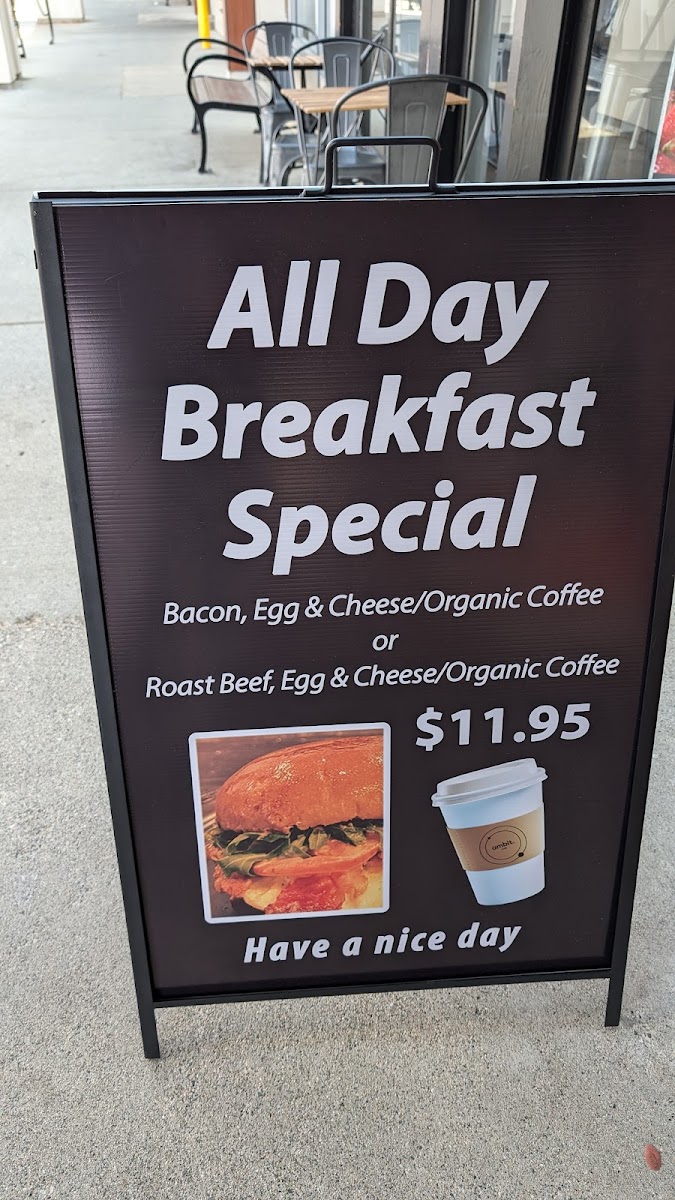 All Day
Breakfast
Special
Bacon, Egg & Cheese/Organic Coffee
or
Roast Beef, Egg & Cheese/Organic Coffee
$11.95
ambit.
Have a nice day